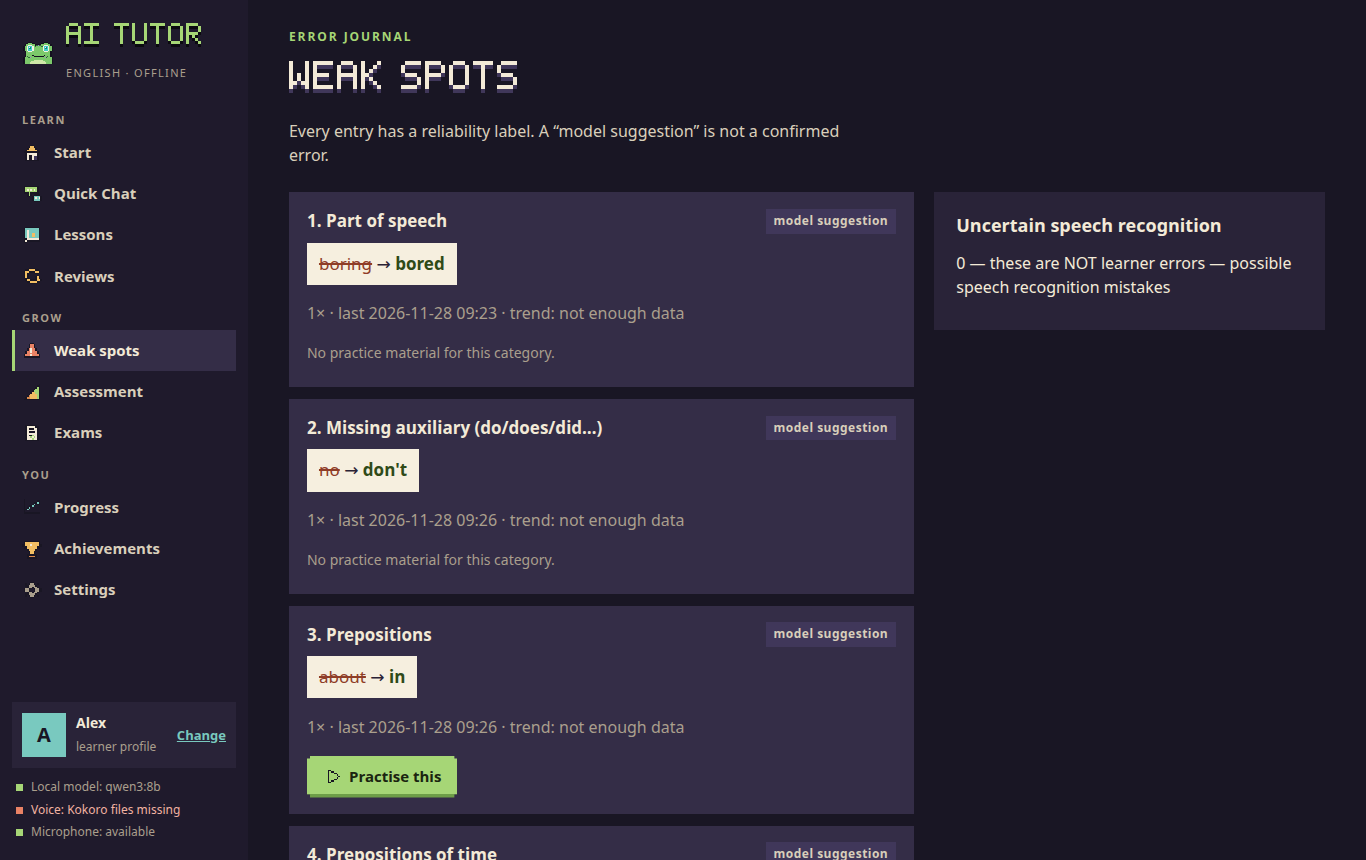 AI TUTOR
ENGLISH · OFFLINE
LEARN
Start
Quick Chat
Lessons
Reviews
GROW
Weak spots
Assessment
Exams
YOU
Progress
Achievements
Settings
A
Alex
learner profile
Change
Local model: qwen3:8b
Voice: Kokoro files missing
Microphone: available
ERROR JOURNAL
WEAK SPOTS
Every entry has a reliability label. A “model suggestion” is not a confirmed
error.
1. Part of speech
model suggestion
boring → bored
1× · last 2026-11-28 09:23 · trend: not enough data
No practice material for this category.
2. Missing auxiliary (do/does/did…)
model suggestion
no → don't
1× · last 2026-11-28 09:26 · trend: not enough data
No practice material for this category.
3. Prepositions
model suggestion
about → in
1× · last 2026-11-28 09:26 · trend: not enough data
Practise this
4. Prepositions of time
model suggestion
Uncertain speech recognition
0 — these are NOT learner errors — possible
speech recognition mistakes